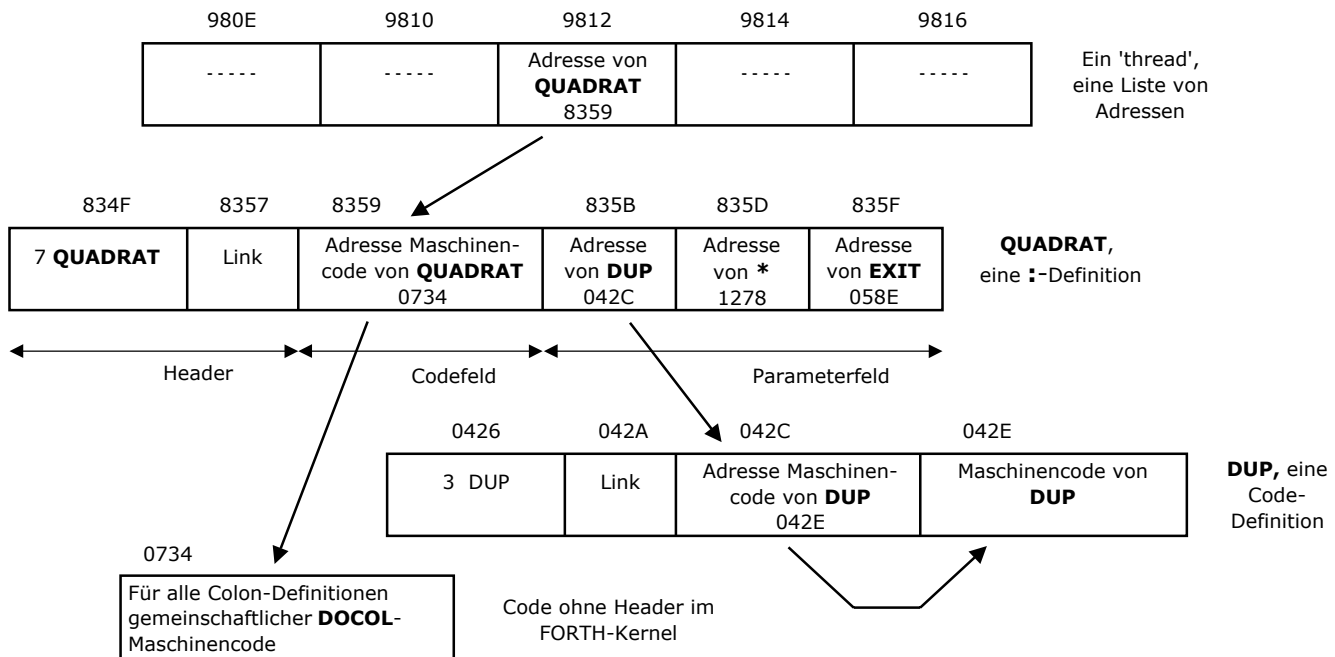 980E 9810 9812 9814 9816
- - - - - - - - - - Adresse von - - - - - - - - - -
QUADRAT
8359
Ein 'thread',
eine Liste von
Adressen
834F 8357 8359 835B 835D 835F
7 QUADRAT
Link
Adresse Maschinen-
code von QUADRAT
0734
Adresse
von DUP
042C
Adresse
von *
1278
Adresse
von EXIT
058E
QUADRAT,
eine :-Definition
Header Codefeld Parameterfeld
0426 042A 042C 042E
3 DUP
Link
Adresse Maschinen-
code von DUP
042E
Maschinencode von
DUP
DUP, eine
Code-
Definition
0734
Für alle Colon-Definitionen
gemeinschaftlicher DOCOL-
Maschinencode
Code ohne Header im
FORTH-Kernel